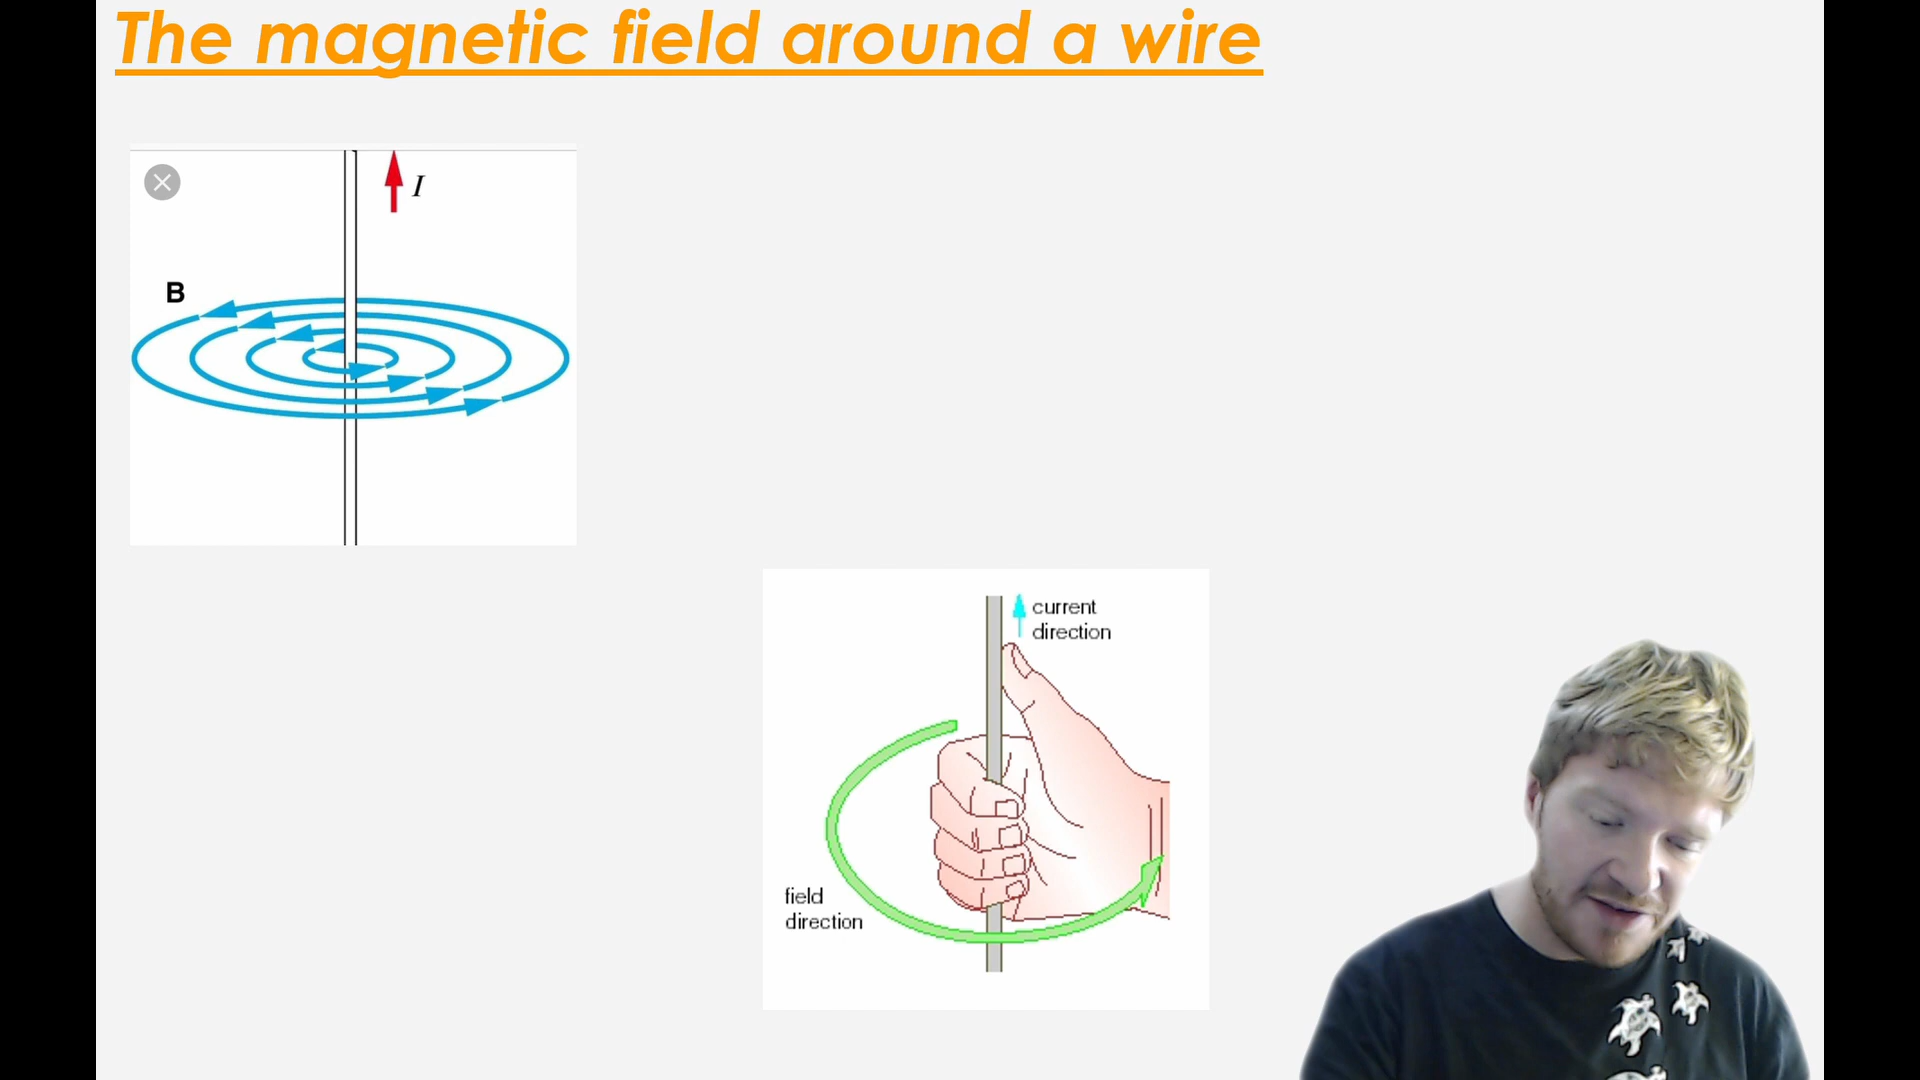 The magnetic field around a wire
I
B
current
direction
field
direction